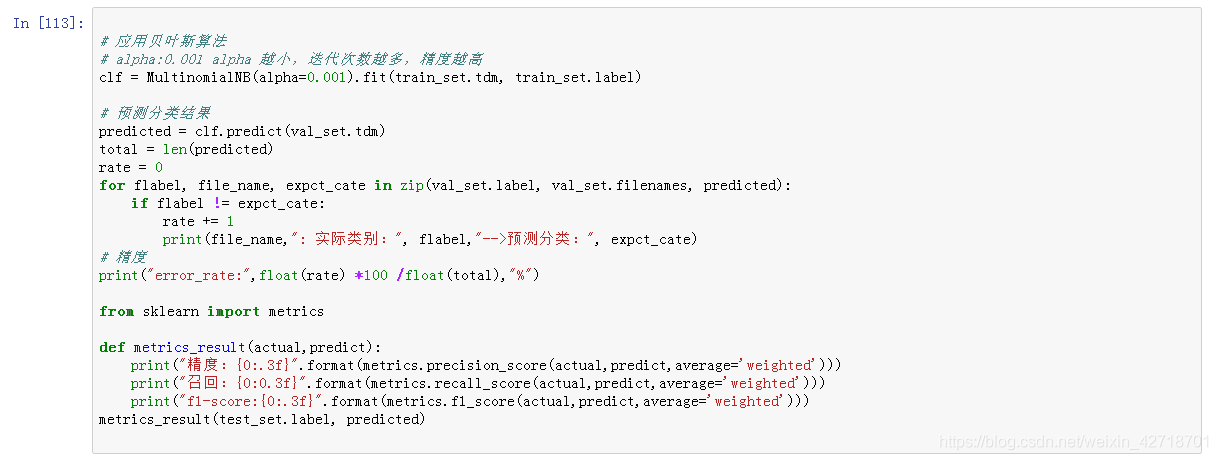 In [113]:
# 应用贝叶斯算法
# alpha:0.001 alpha 越小，迭代次数越多，精度越高
clf = MultinomialNB(alpha=0.001).fit(train_set.tdm, train_set.label)
# 预测分类结果
predicted = clf.predict(val_set.tdm)
total = len(predicted)
rate = 0
for flabel, file_name, expct_cate in zip(val_set.label, val_set.filenames, predicted):
    if flabel != expct_cate:
        rate += 1
        print(file_name,": 实际类别：", flabel,"-->预测分类：", expct_cate)
# 精度
print("error_rate:",float(rate) *100 /float(total),"%")
from sklearn import metrics
def metrics_result(actual,predict):
    print("精度：{0:.3f}".format(metrics.precision_score(actual,predict,average='weighted')))
    print("召回：{0:0.3f}".format(metrics.recall_score(actual,predict,average='weighted')))
    print("f1-score:{0:.3f}".format(metrics.f1_score(actual,predict,average='weighted')))
metrics_result(test_set.label, predicted)
https://blog.csdn.net/weixin_42718701